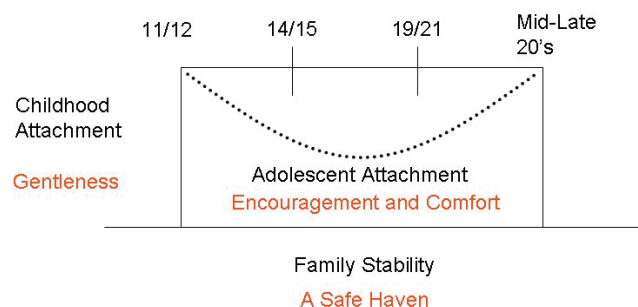 11/12
14/15
19/21
Mid-Late
20's
Childhood
Attachment
Gentleness
Adolescent Attachment
Encouragement and Comfort
Family Stability
A Safe Haven